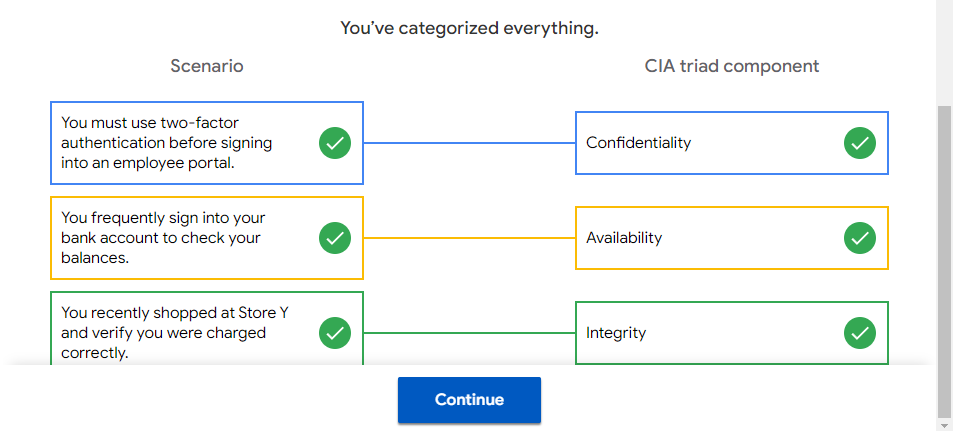 You’ve categorized everything.
Scenario
CIA triad component
You must use two-factor
authentication before signing
into an employee portal.
Confidentiality
You frequently sign into your
bank account to check your
balances.
Availability
You recently shopped at Store Y
and verify you were charged
correctly.
Integrity
Continue